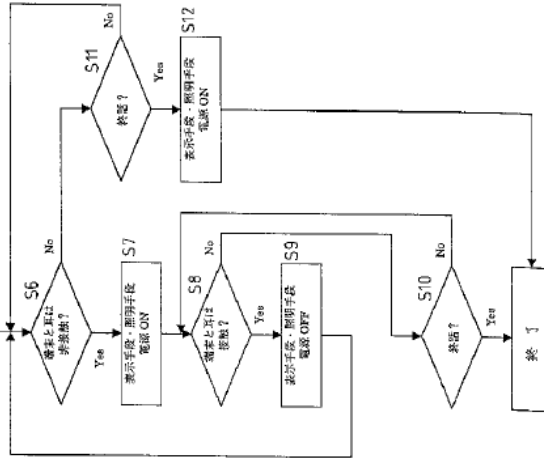 S6
端末と耳は
非接触?
No
Yes
S7
表示手段・照明手段
電源 ON
S8
端末と耳は
接触?
No
Yes
S9
表示手段・照明手段
電源 OFF
S10
終話?
No
Yes
終 了
S11
終話?
No
Yes
S12
表示手段・照明手段
電源 ON